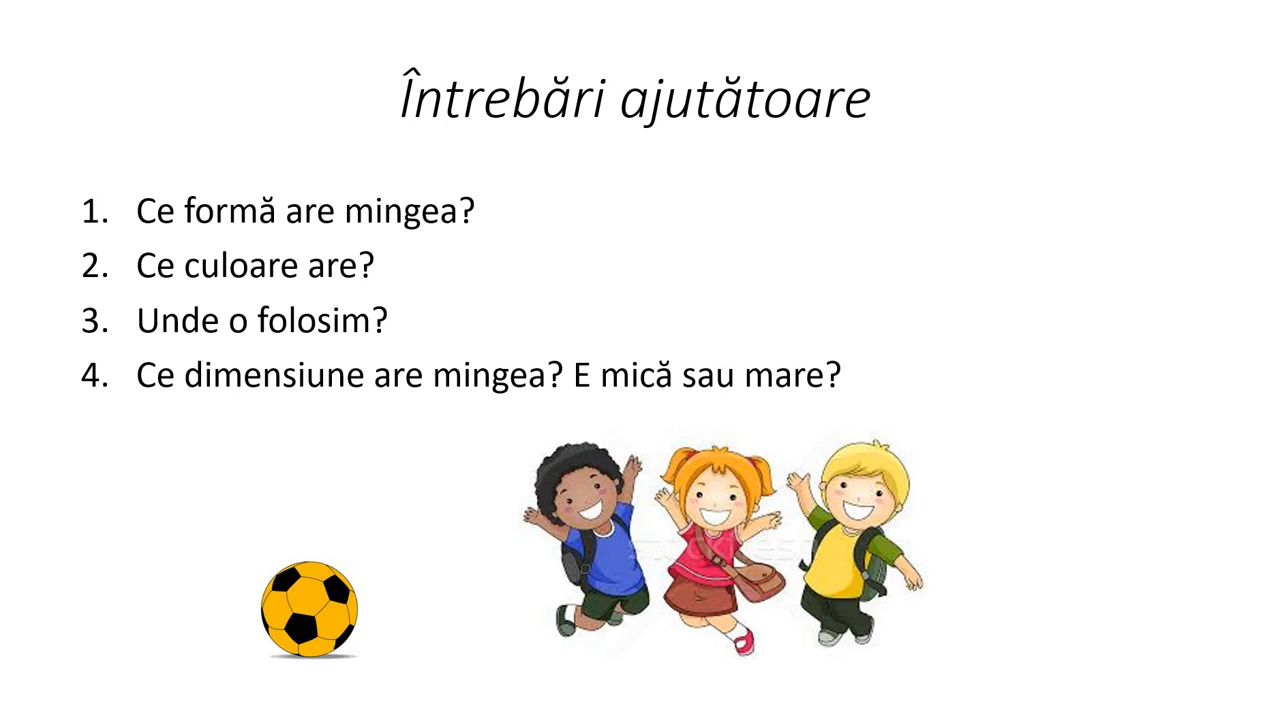 Întrebări ajutătoare
1. Ce formă are mingea?
2. Ce culoare are?
3. Unde o folosim?
4. Ce dimensiune are mingea? E mică sau mare?